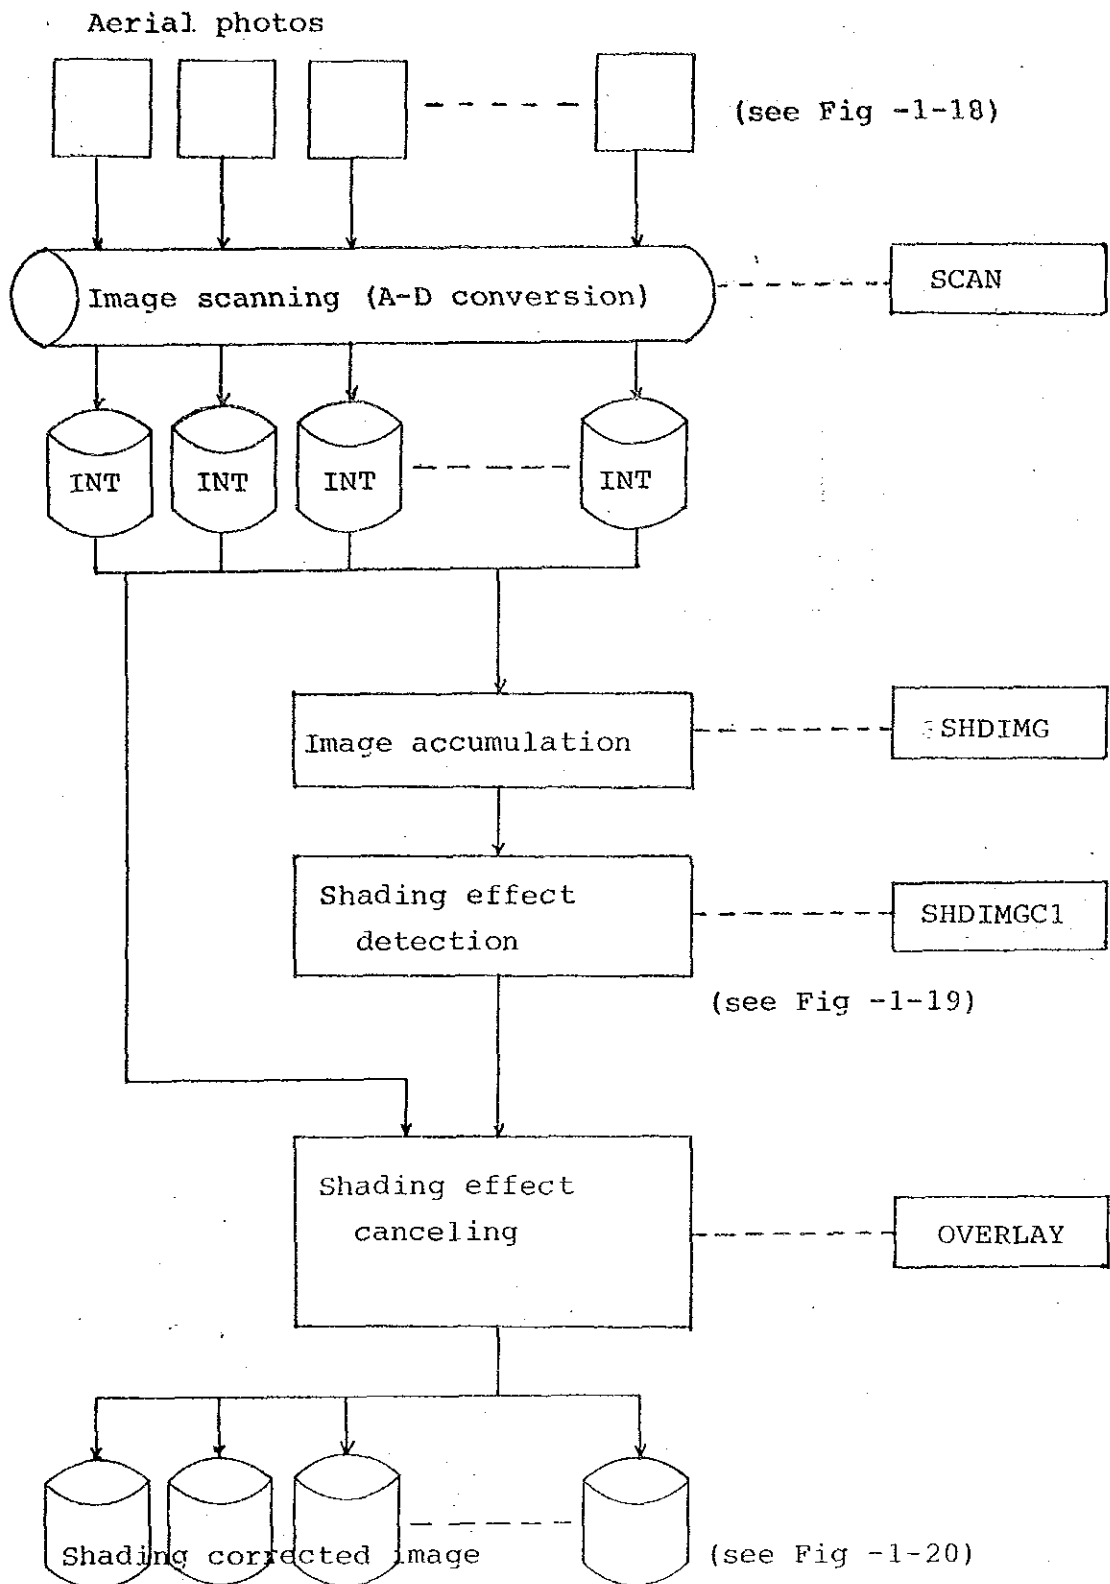 Aerial photos
(see Fig -1-18)
Image scanning (A-D conversion)
SCAN
INT
INT
INT
INT
Image accumulation
SHDIMG
Shading effect
detection
SHDIMGC1
(see Fig -1-19)
Shading effect
canceling
OVERLAY
Shading corrected image
(see Fig -1-20)